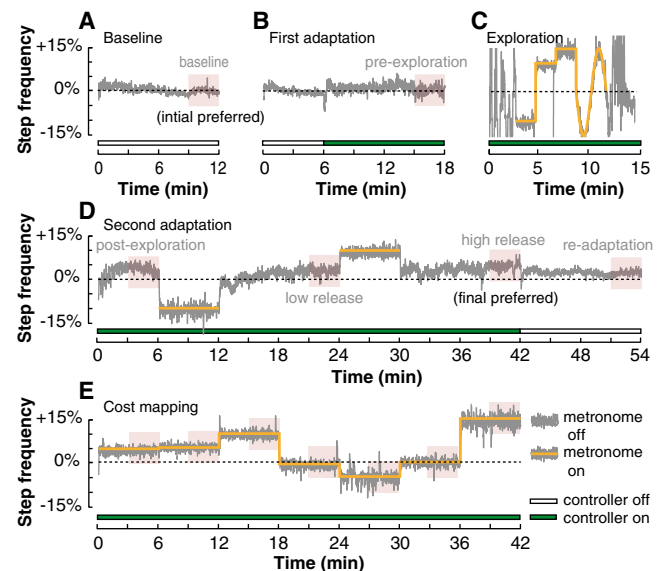 A
Baseline
Step frequency
+15%
0%
-15%
baseline
(intial preferred)
0 6 12
Time (min)
B
First adaptation
pre-exploration
0 6 12 18
Time (min)
C
Exploration
0 5 10 15
Time (min)
D
Second adaptation
Step frequency
+15%
0%
-15%
post-exploration
low release
high release
(final preferred)
re-adaptation
0 6 12 18 24 30 36 42 48 54
Time (min)
E
Cost mapping
Step frequency
+15%
0%
-15%
0 6 12 18 24 30 36 42
Time (min)
metronome
off
metronome
on
controller off
controller on